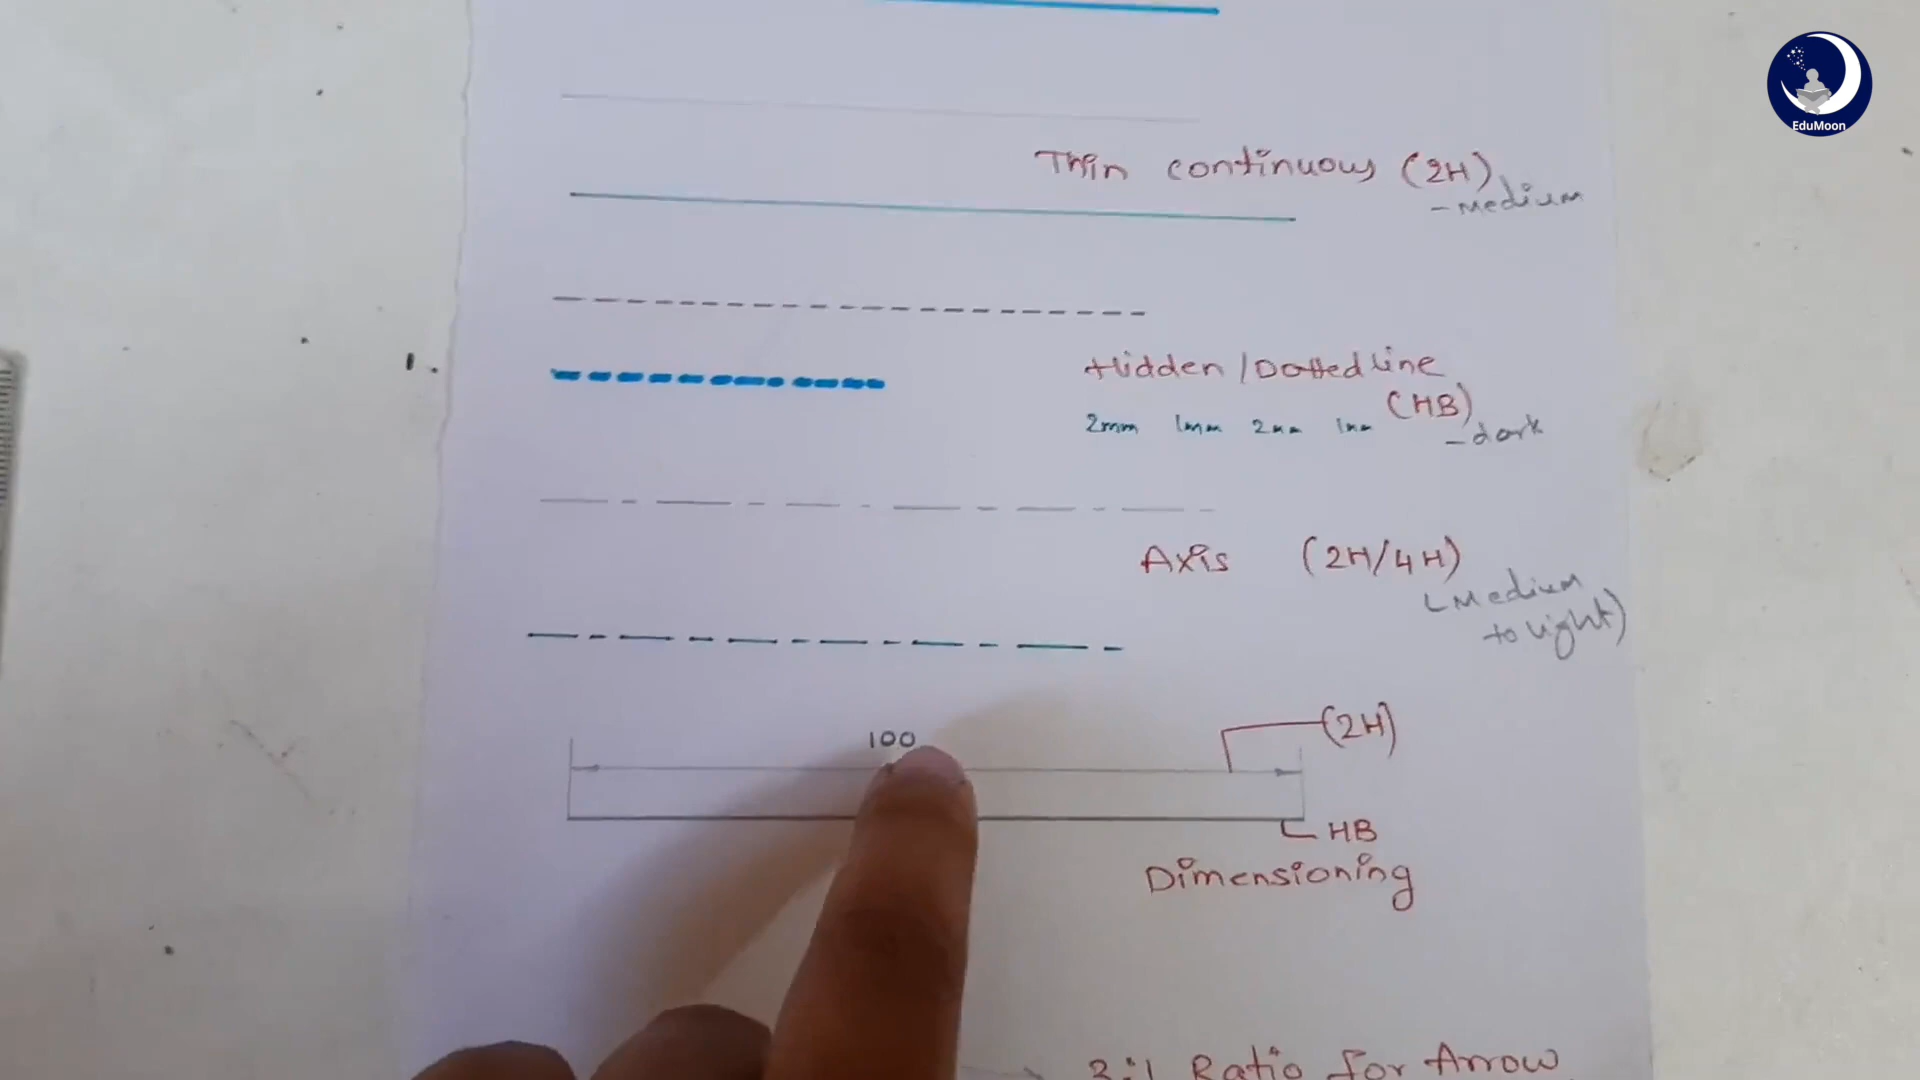 EduMoon
Thin continuous (2H)
- Medium
Hidden / Dotted line
(HB)
2mm 1mm 2mm 1mm
- dark
Axis (2H/4H)
(Medium
to light)
100
(2H)
HB
Dimensioning
3:1 Ratio for Arrow